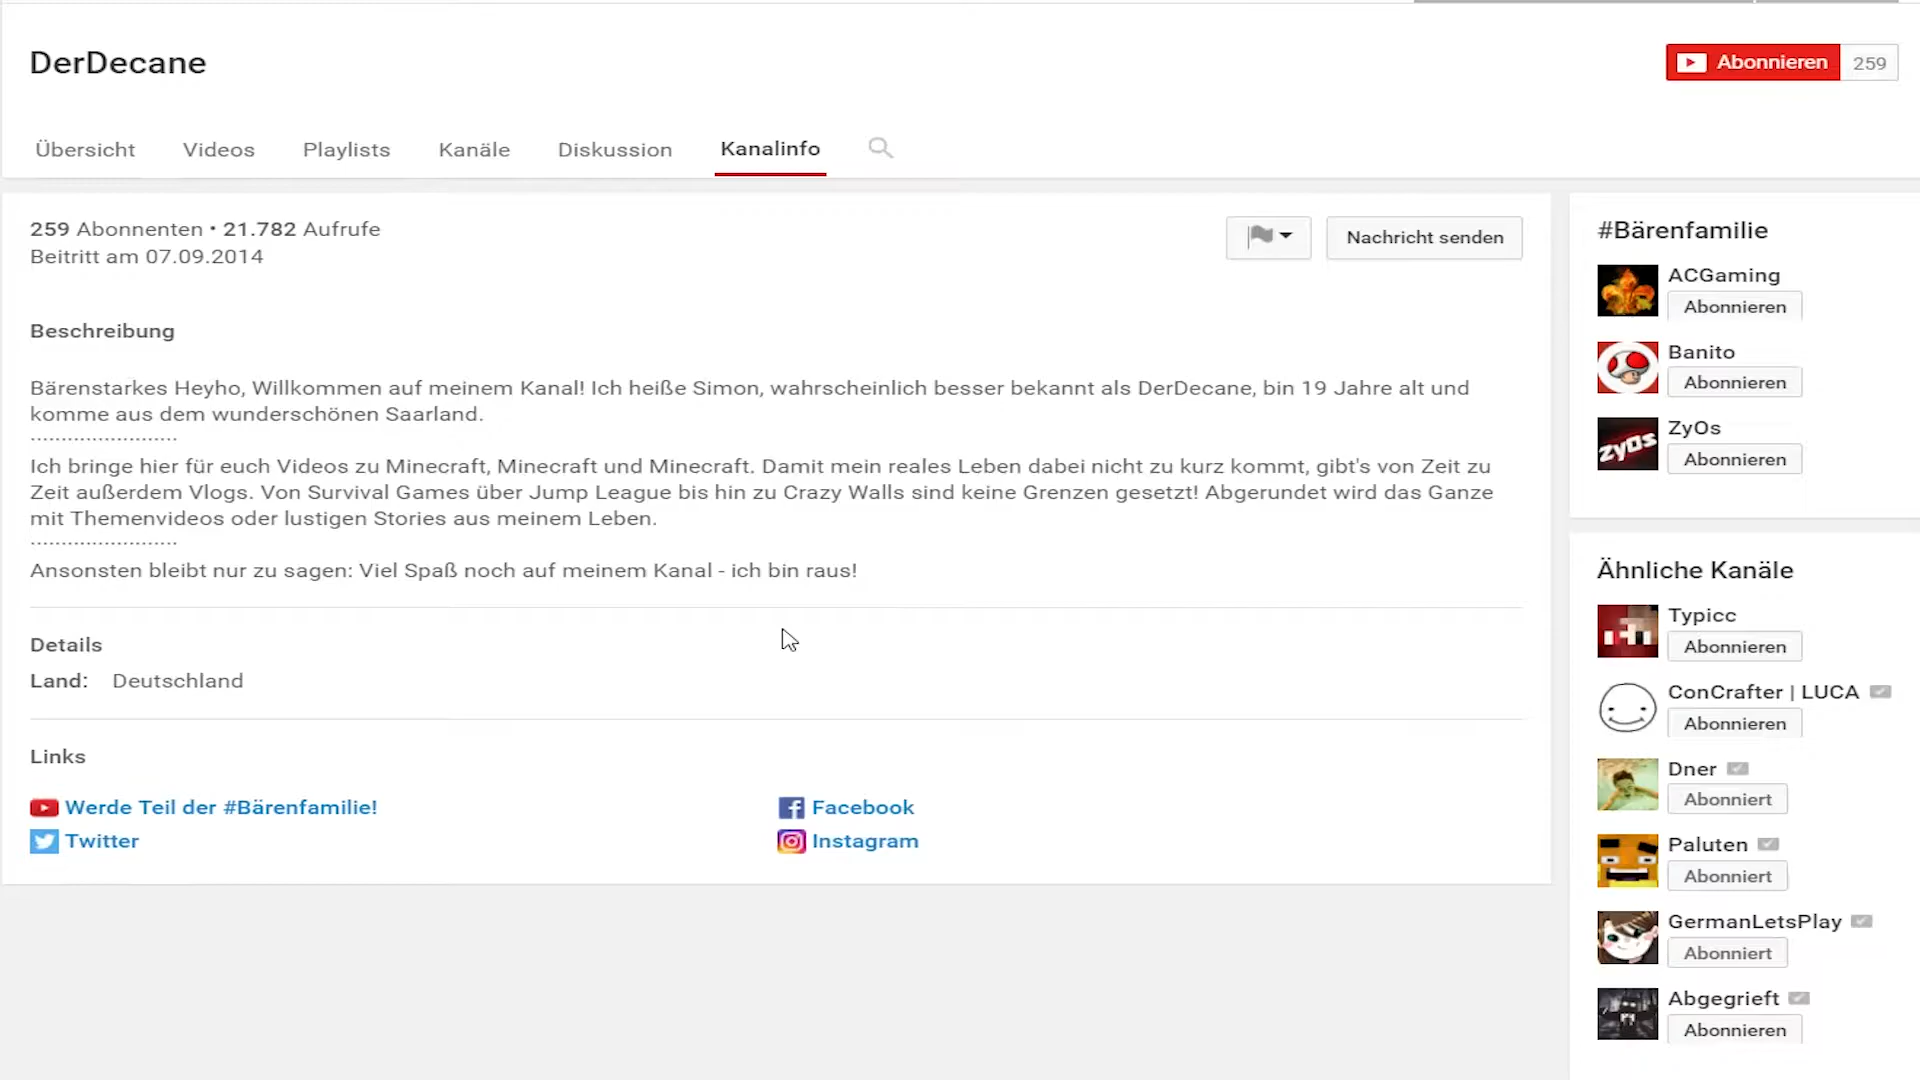 DerDecane
Abonnieren 259
Übersicht Videos Playlists Kanäle Diskussion Kanalinfo
259 Abonnenten • 21.782 Aufrufe
Beitritt am 07.09.2014
Nachricht senden
Beschreibung
Bärenstarkes Heyho, Willkommen auf meinem Kanal! Ich heiße Simon, wahrscheinlich besser bekannt als DerDecane, bin 19 Jahre alt und
komme aus dem wunderschönen Saarland.
........................
Ich bringe hier für euch Videos zu Minecraft, Minecraft und Minecraft. Damit mein reales Leben dabei nicht zu kurz kommt, gibt's von Zeit zu
Zeit außerdem Vlogs. Von Survival Games über Jump League bis hin zu Crazy Walls sind keine Grenzen gesetzt! Abgerundet wird das Ganze
mit Themenvideos oder lustigen Stories aus meinem Leben.
........................
Ansonsten bleibt nur zu sagen: Viel Spaß noch auf meinem Kanal - ich bin raus!
Details
Land: Deutschland
Links
Werde Teil der #Bärenfamilie!
Facebook
Twitter
Instagram
#Bärenfamilie
ACGaming
Abonnieren
Banito
Abonnieren
ZyOs
ZyOs
Abonnieren
Ähnliche Kanäle
Typicc
Abonnieren
ConCrafter | LUCA
Abonnieren
Dner
Abonniert
Paluten
Abonniert
GermanLetsPlay
Abonniert
Abgegrieft
Abonnieren